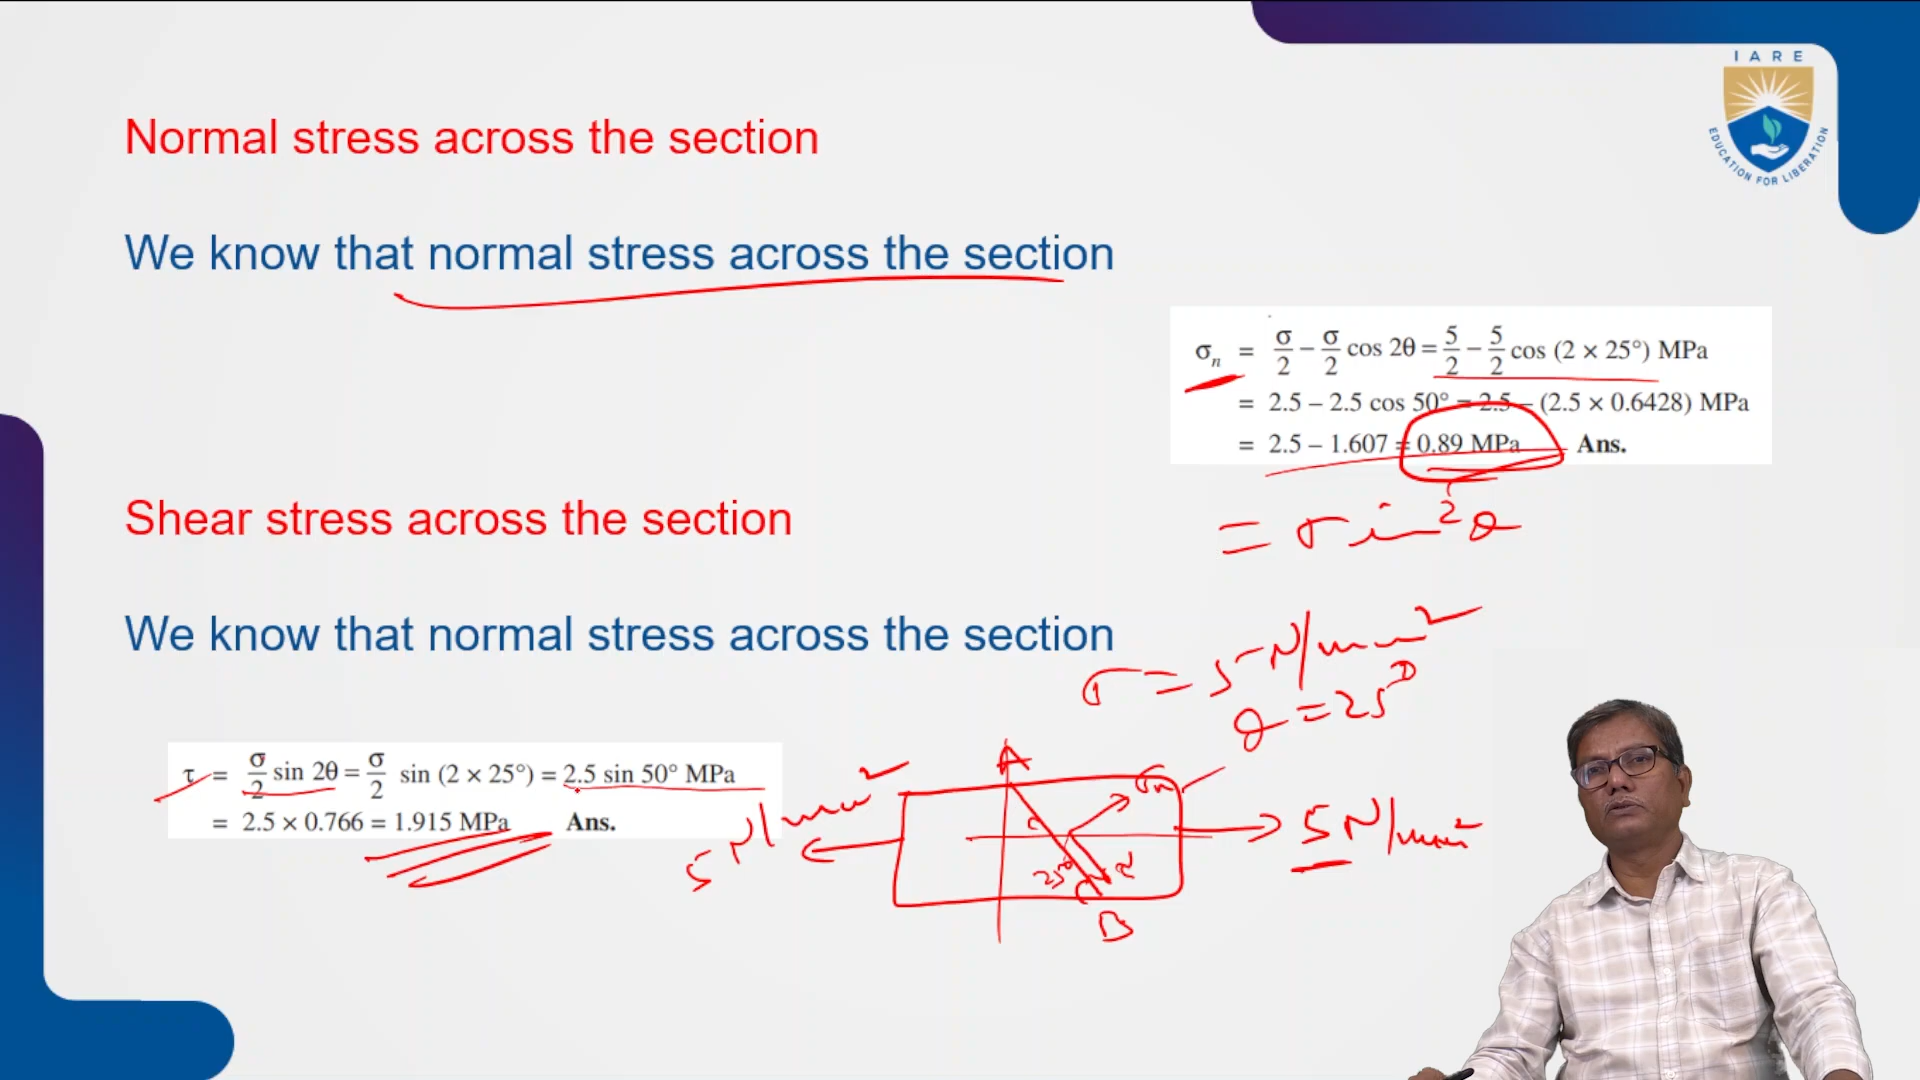 I A R E
EDUCATION FOR LIBERATION
Normal stress across the section
We know that normal stress across the section
σn = σ/2 − σ/2 cos 2θ = 5/2 − 5/2 cos (2 × 25°) MPa
= 2.5 – 2.5 cos 50° = 2.5 – (2.5 × 0.6428) MPa
= 2.5 – 1.607 = 0.89 MPa Ans.
= σ sin²θ
Shear stress across the section
We know that normal stress across the section
σ = 5 N/mm²
θ = 25°
τ = σ/2 sin 2θ = σ/2 sin (2 × 25°) = 2.5 sin 50° MPa
= 2.5 × 0.766 = 1.915 MPa Ans.
A
σn
5 N/mm²
5 N/mm²
25°
τ
B